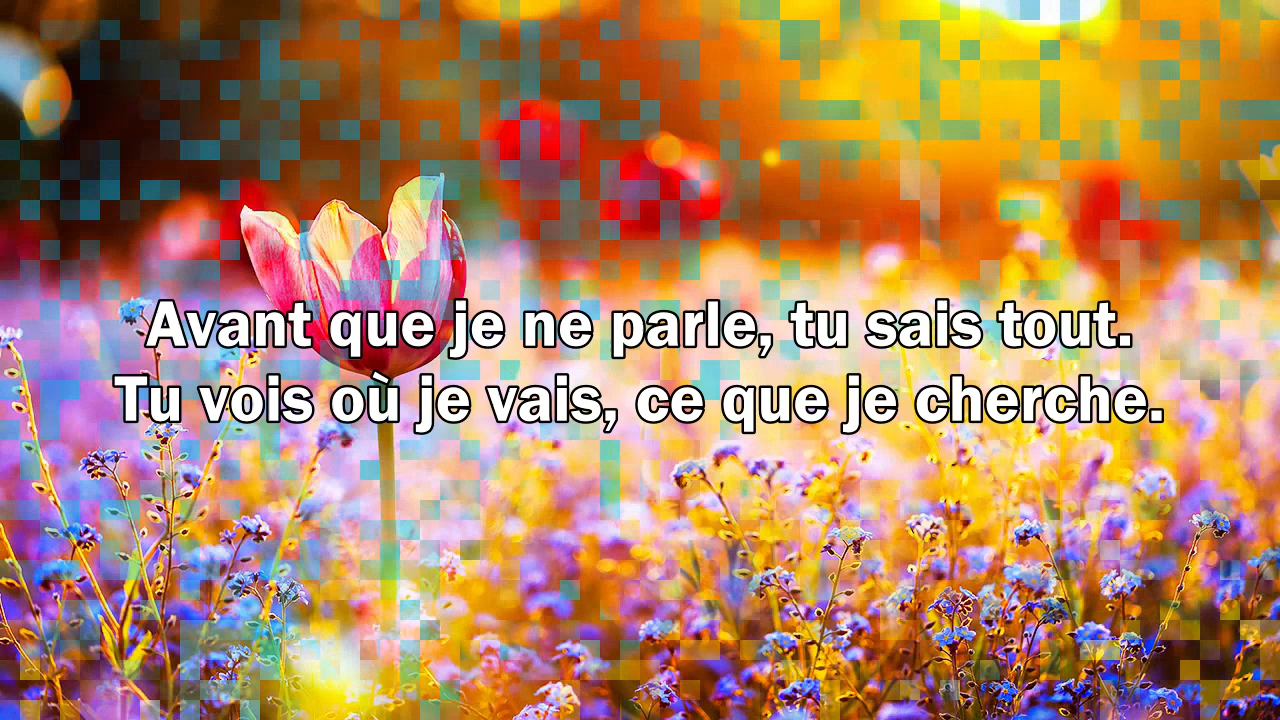 Avant que je ne parle, tu sais tout.
Tu vois où je vais, ce que je cherche.